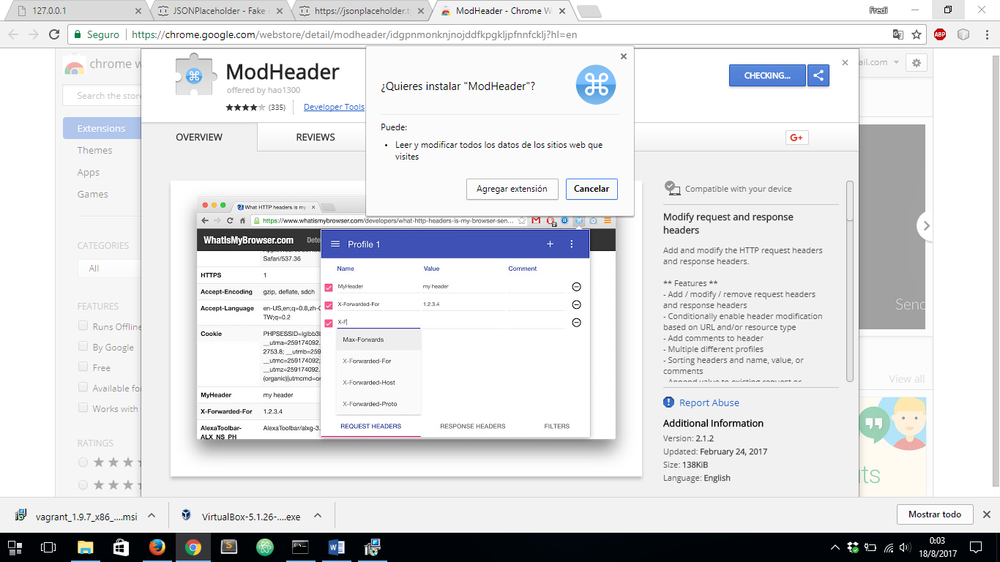 127.0.0.1
JSONPlaceholder - Fake
https://jsonplaceholder.ty
ModHeader - Chrome W
Fredi
Seguro
https://chrome.google.com/webstore/detail/modheader/idgpnmonknjnojddfkpgkljpfnnfcklj?hl=en
ABP
chrome w
Search the store
Extensions
Themes
Apps
Games
CATEGORIES
All
FEATURES
Runs Offline
By Google
Free
Available fo
Works with
RATINGS
ModHeader
offered by hao1300
(335)
Developer Tools
CHECKING...
ail.com
OVERVIEW
REVIEWS
G+
¿Quieres instalar "ModHeader"?
Puede:
• Leer y modificar todos los datos de los sitios web que
visites
Agregar extensión
Cancelar
What HTTP headers is my
https://www.whatismybrowser.com/developers/what-http-headers-is-my-browser-sen...
WhatIsMyBrowser.com
Dete
Safari/537.36
HTTPS
1
Accept-Encoding
gzip, deflate, sdch
Accept-Language
en-US,en;q=0.8,zh-
TW;q=0.2
Cookie
PHPSESSID=lglbb3
__utma=259174092.
2753.8; __utmb=259
__utmc=259174092;
__utmz=259174092.
(organic)|utmcmd=or
MyHeader
my header
X-Forwarded-For
1.2.3.4
AlexaToolbar-
ALX_NS_PH
AlexaToolbar/alxg-3.
Profile 1
Name
Value
Comment
MyHeader
my header
X-Forwarded-For
1.2.3.4
X-F
Max-Forwards
X-Forwarded-For
X-Forwarded-Host
X-Forwarded-Proto
REQUEST HEADERS
RESPONSE HEADERS
FILTERS
Compatible with your device
Modify request and response
headers
Add and modify the HTTP request headers
and response headers.
** Features **
- Add / modify / remove request headers
and response headers
- Conditionally enable header modification
based on URL and/or resource type
- Add comments to header
- Multiple different profiles
- Sorting headers and name, value, or
comments
- Append value to existing request or
Report Abuse
Additional Information
Version: 2.1.2
Updated: February 24, 2017
Size: 138KiB
Language: English
Send
View all
uts
vagrant_1.9.7_x86_....msi
VirtualBox-5.1.26-....exe
Mostrar todo
0:03
18/8/2017